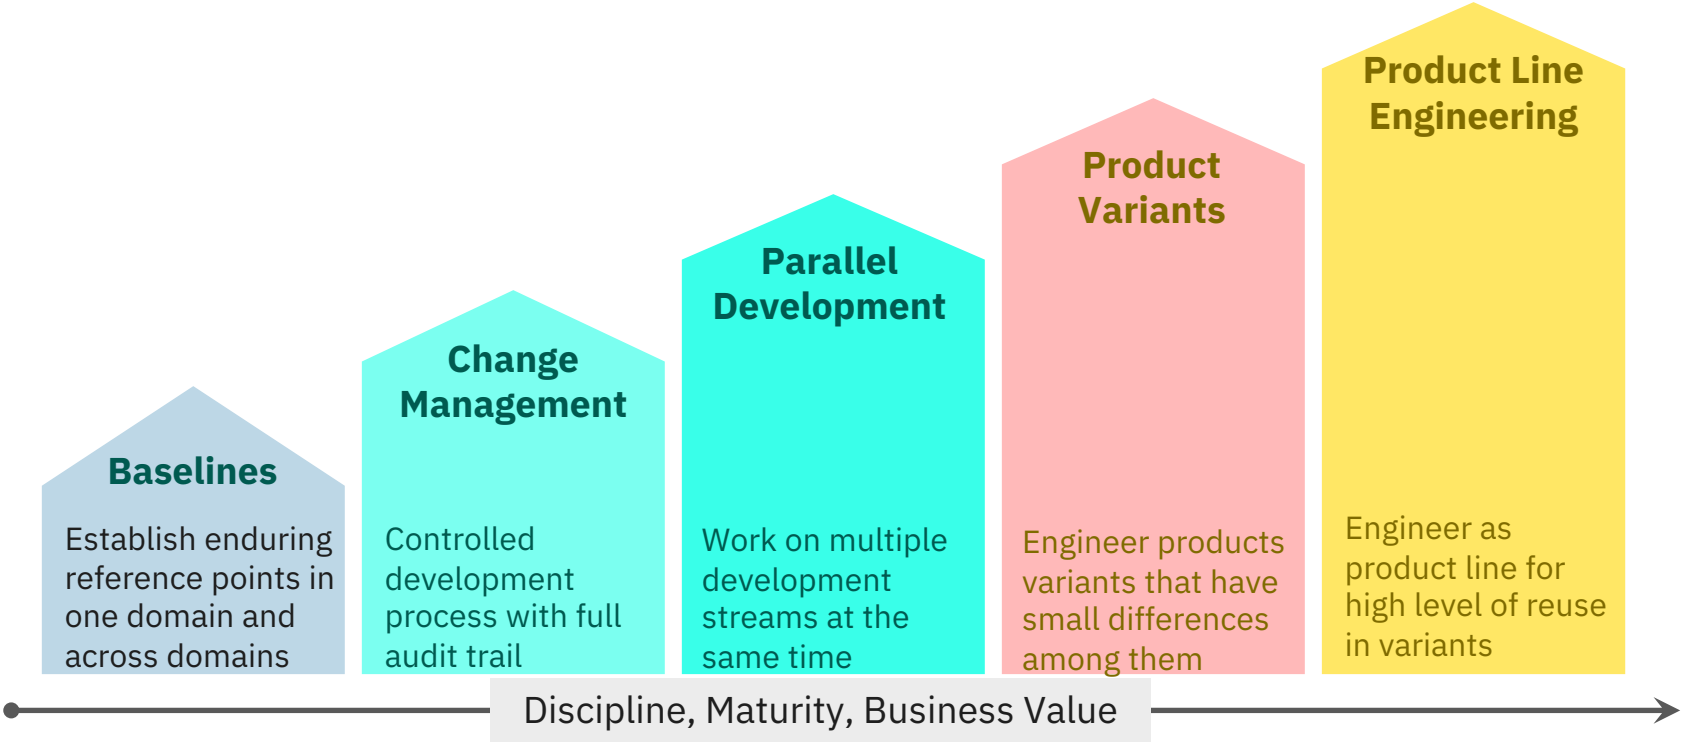 Baselines
Establish enduring
reference points in
one domain and
across domains
Change
Management
Controlled
development
process with full
audit trail
Parallel
Development
Work on multiple
development
streams at the
same time
Product
Variants
Engineer products
variants that have
small differences
among them
Product Line
Engineering
Engineer as
product line for
high level of reuse
in variants
Discipline, Maturity, Business Value